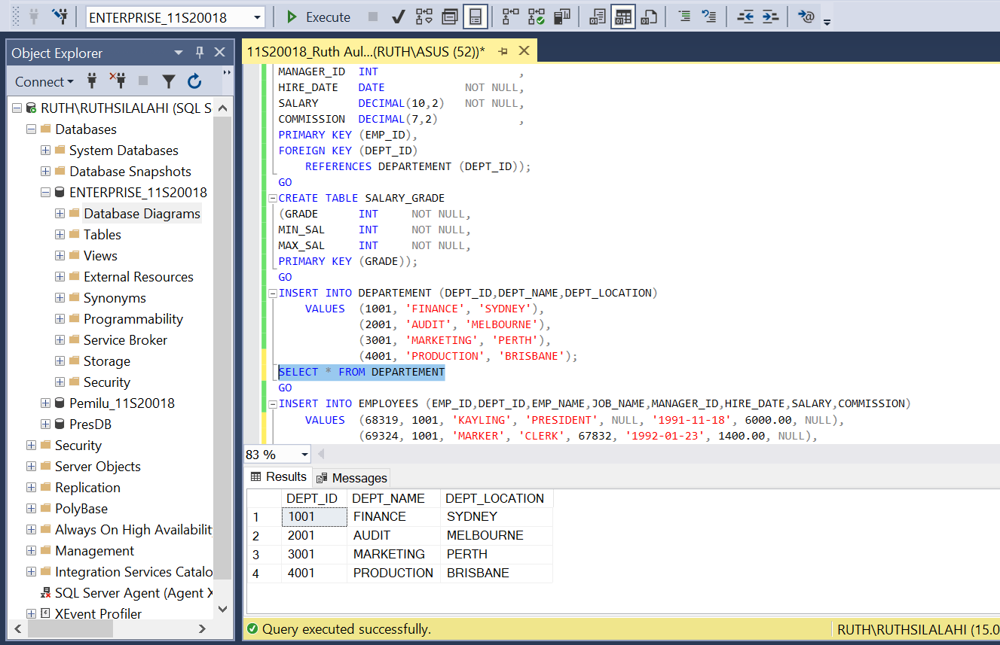 ENTERPRISE_11S20018
Execute
Object Explorer
Connect
RUTH\RUTHSILALAHI (SQL S
Databases
System Databases
Database Snapshots
ENTERPRISE_11S20018
Database Diagrams
Tables
Views
External Resources
Synonyms
Programmability
Service Broker
Storage
Security
Pemilu_11S20018
PresDB
Security
Server Objects
Replication
PolyBase
Always On High Availabilit
Management
Integration Services Catalo
SQL Server Agent (Agent X
XEvent Profiler
11S20018_Ruth Aul...(RUTH\ASUS (52))*
MANAGER_ID INT ,
HIRE_DATE DATE NOT NULL,
SALARY DECIMAL(10,2) NOT NULL,
COMMISSION DECIMAL(7,2) ,
PRIMARY KEY (EMP_ID),
FOREIGN KEY (DEPT_ID)
REFERENCES DEPARTEMENT (DEPT_ID));
GO
CREATE TABLE SALARY_GRADE
(GRADE INT NOT NULL,
MIN_SAL INT NOT NULL,
MAX_SAL INT NOT NULL,
PRIMARY KEY (GRADE));
GO
INSERT INTO DEPARTEMENT (DEPT_ID,DEPT_NAME,DEPT_LOCATION)
VALUES (1001, 'FINANCE', 'SYDNEY'),
(2001, 'AUDIT', 'MELBOURNE'),
(3001, 'MARKETING', 'PERTH'),
(4001, 'PRODUCTION', 'BRISBANE');
SELECT * FROM DEPARTEMENT
GO
INSERT INTO EMPLOYEES (EMP_ID,DEPT_ID,EMP_NAME,JOB_NAME,MANAGER_ID,HIRE_DATE,SALARY,COMMISSION)
VALUES (68319, 1001, 'KAYLING', 'PRESIDENT', NULL, '1991-11-18', 6000.00, NULL),
(69324, 1001, 'MARKER', 'CLERK', 67832, '1992-01-23', 1400.00, NULL),
83 %
Results Messages
DEPT_ID DEPT_NAME DEPT_LOCATION
1 1001 FINANCE SYDNEY
2 2001 AUDIT MELBOURNE
3 3001 MARKETING PERTH
4 4001 PRODUCTION BRISBANE
Query executed successfully. RUTH\RUTHSILALAHI (15.0